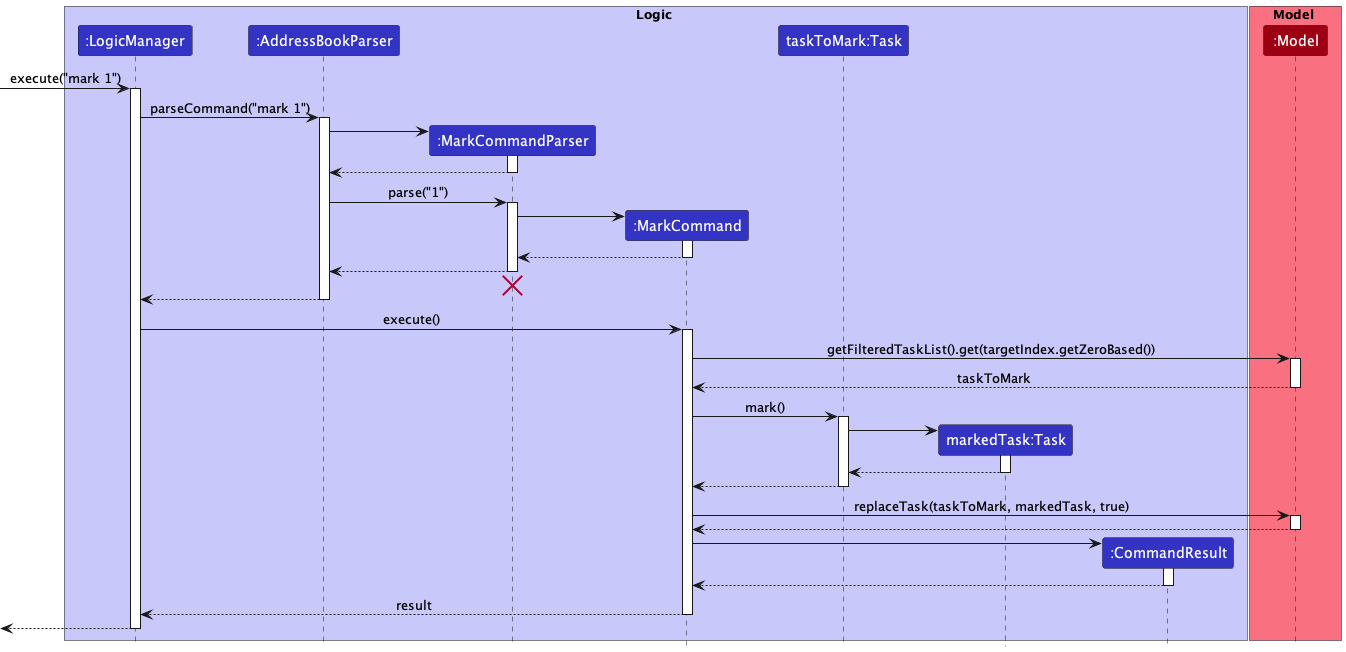 Logic
Model
:LogicManager
:AddressBookParser
taskToMark:Task
:Model
execute("mark 1")
parseCommand("mark 1")
:MarkCommandParser
parse("1")
:MarkCommand
execute()
getFilteredTaskList().get(targetIndex.getZeroBased())
taskToMark
mark()
markedTask:Task
replaceTask(taskToMark, markedTask, true)
:CommandResult
result